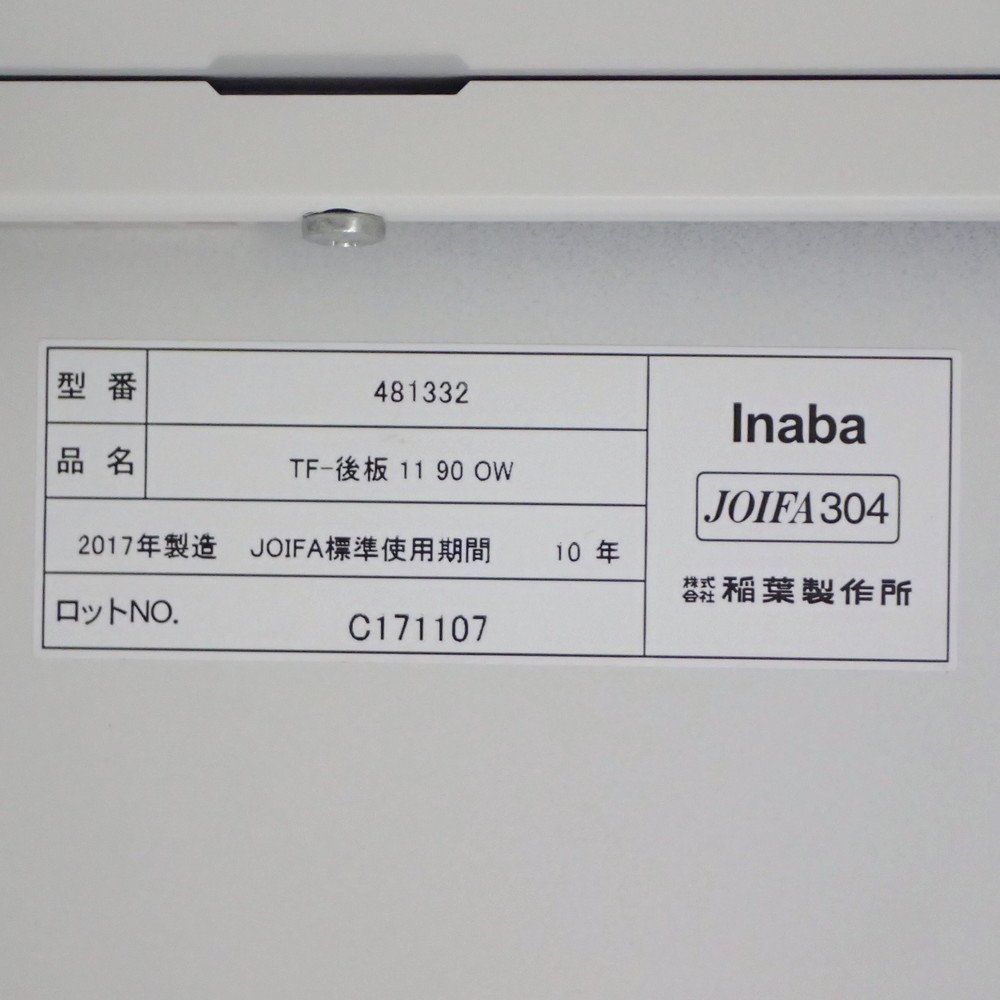 型番 481332
品名 TF-後板 11 90 OW
2017年製造 JOIFA標準使用期間 10 年
ロットNO. C171107
Inaba
JOIFA304
株式会社 稲葉製作所